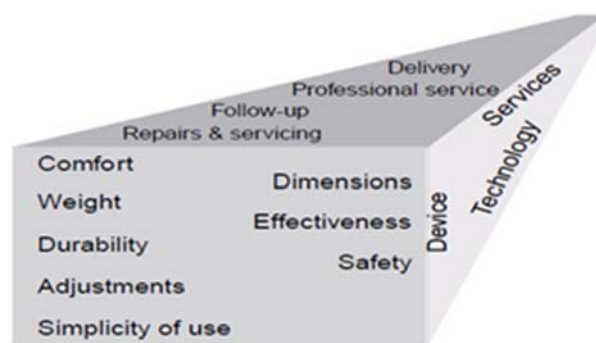 Delivery
Professional service
Follow-up
Repairs & servicing
Services
Technology
Device
Comfort
Weight
Durability
Adjustments
Simplicity of use
Dimensions
Effectiveness
Safety